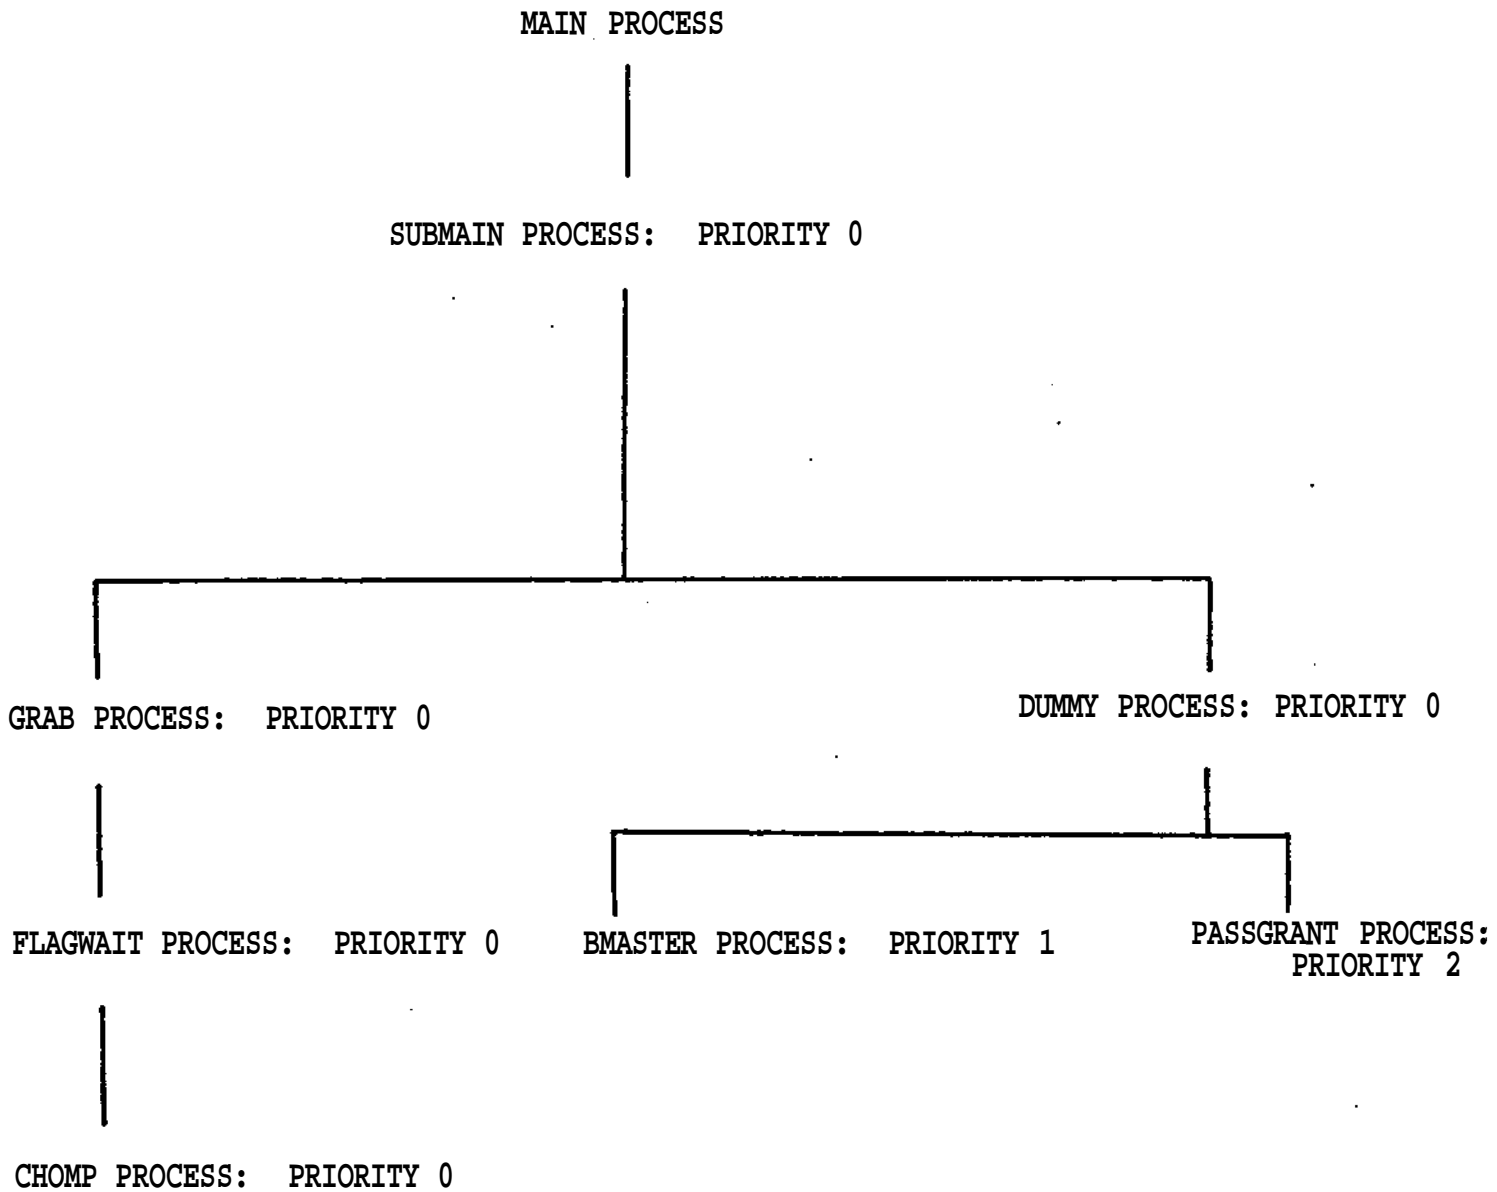 MAIN PROCESS
SUBMAIN PROCESS: PRIORITY 0
GRAB PROCESS: PRIORITY 0
DUMMY PROCESS: PRIORITY 0
FLAGWAIT PROCESS: PRIORITY 0
BMASTER PROCESS: PRIORITY 1
PASSGRANT PROCESS:
PRIORITY 2
CHOMP PROCESS: PRIORITY 0